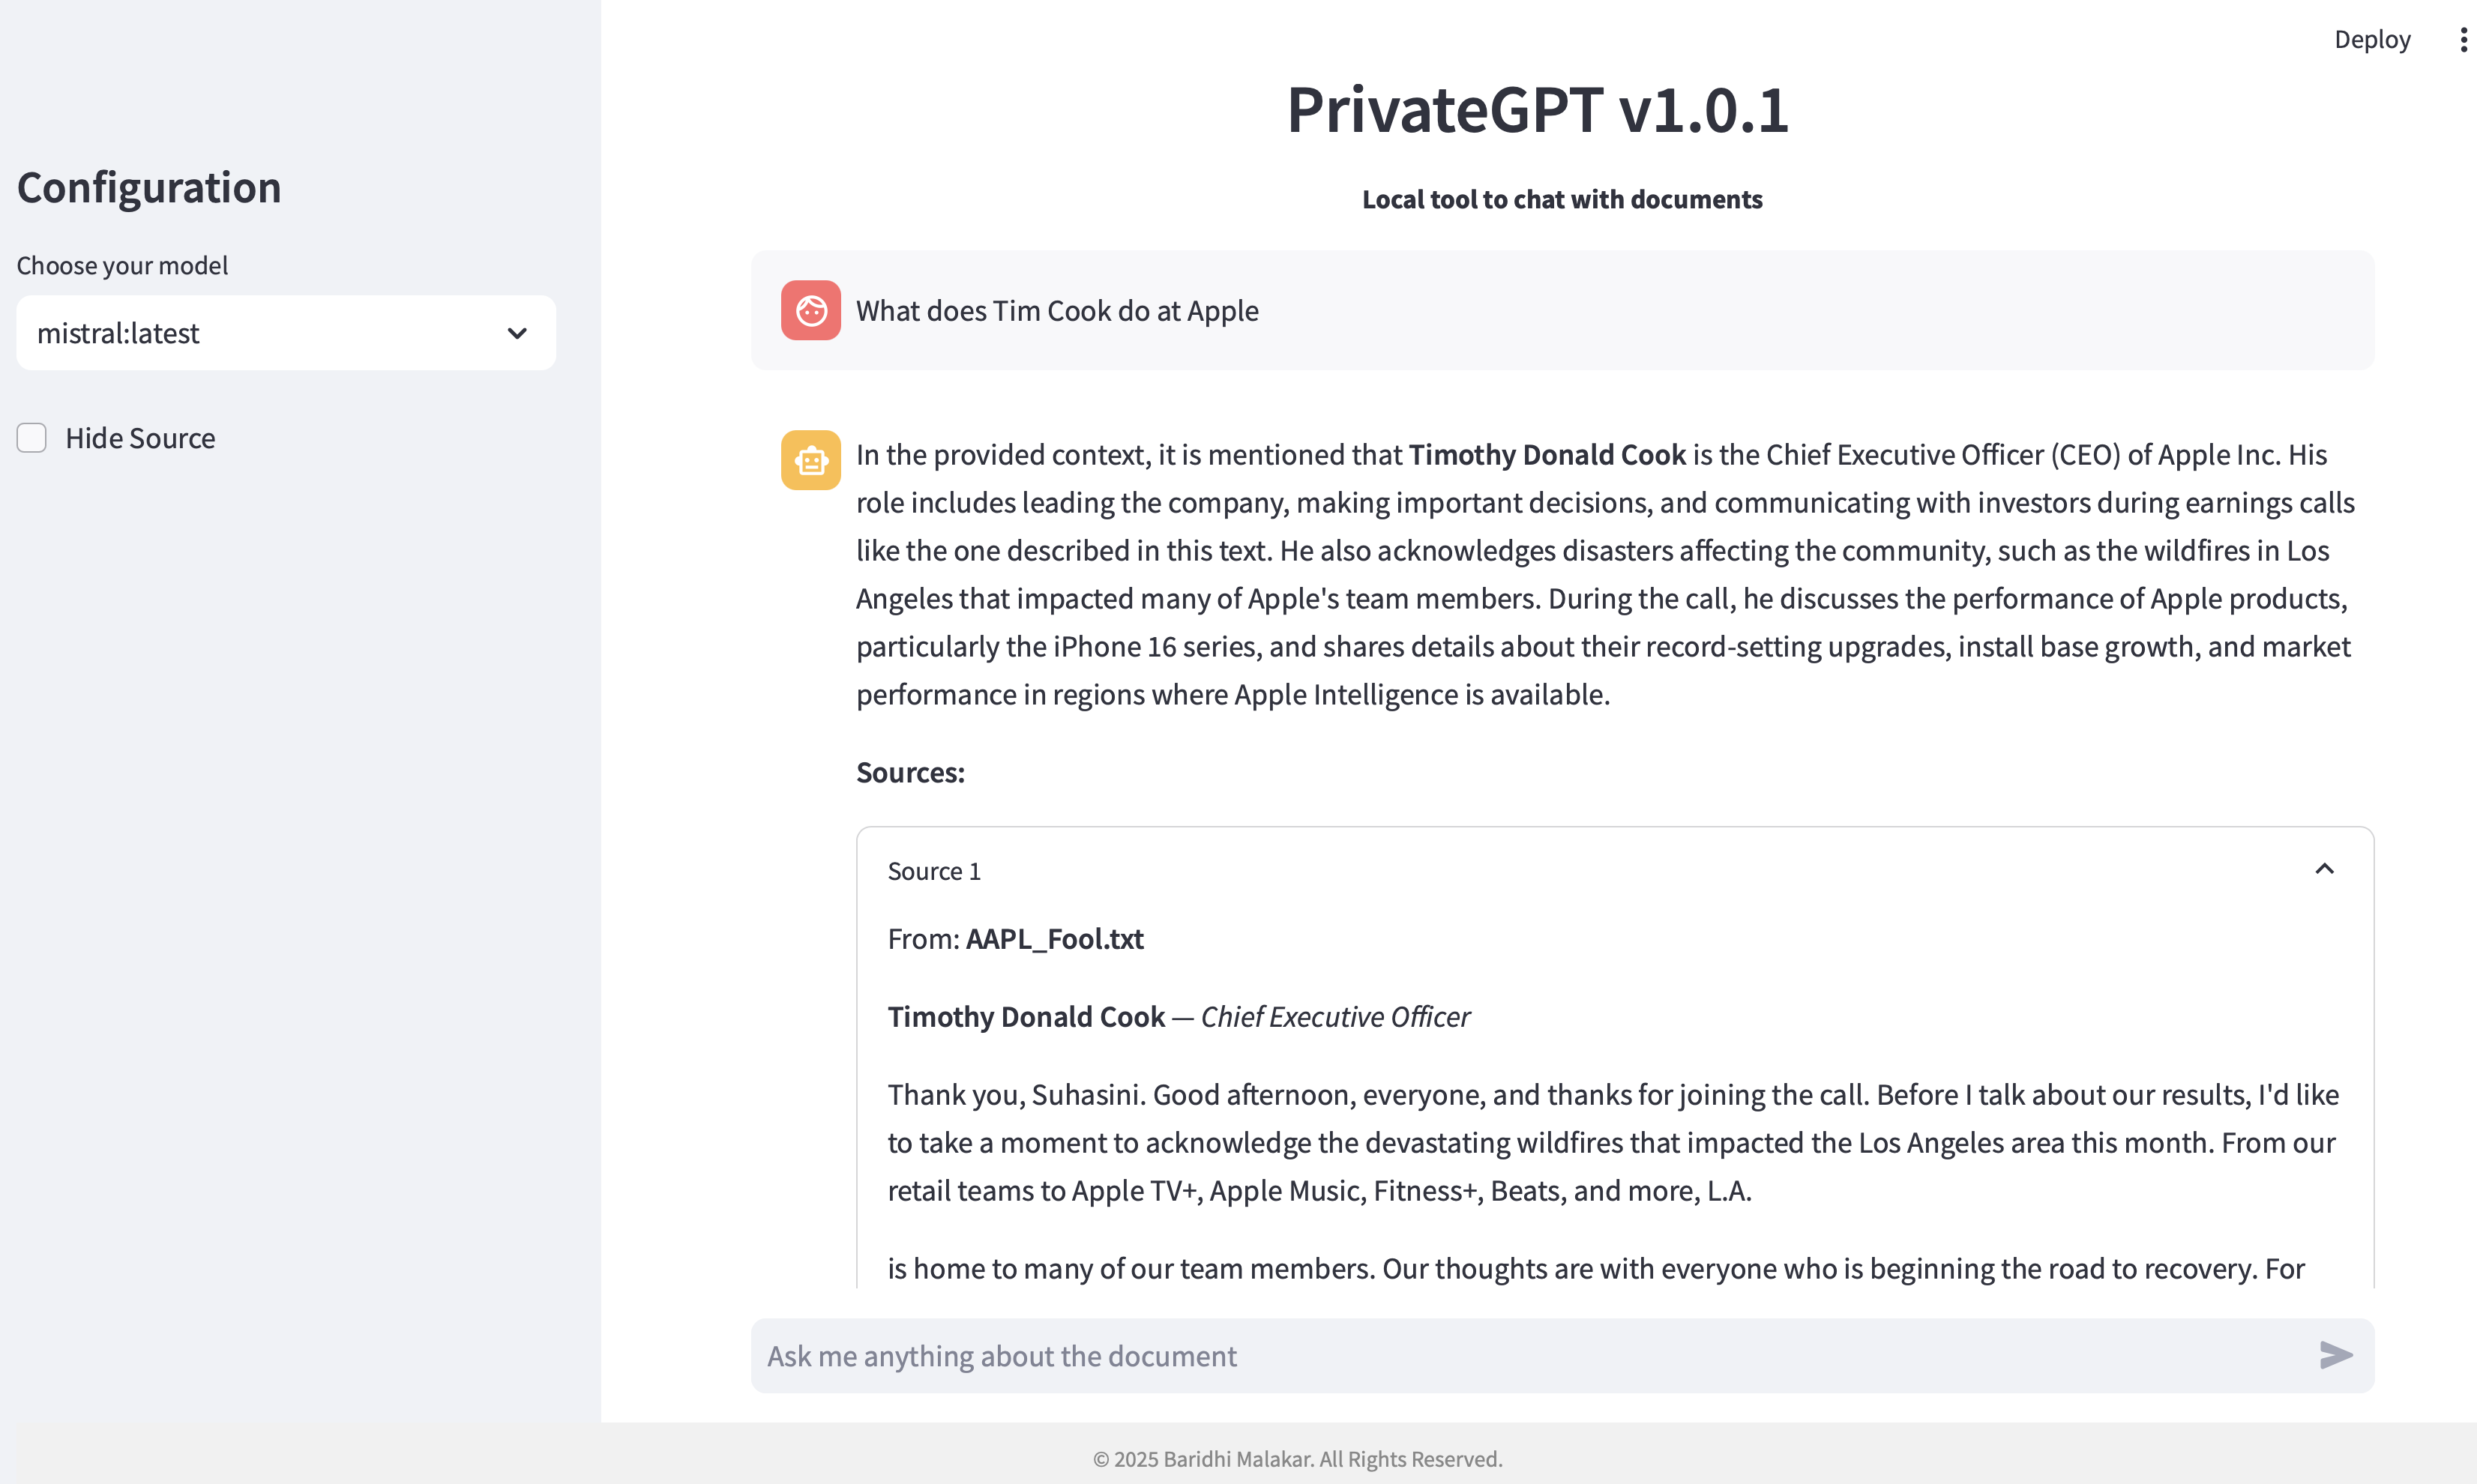 Deploy
PrivateGPT v1.0.1
Local tool to chat with documents
Configuration
Choose your model
mistral:latest
Hide Source
What does Tim Cook do at Apple
In the provided context, it is mentioned that Timothy Donald Cook is the Chief Executive Officer (CEO) of Apple Inc. His
role includes leading the company, making important decisions, and communicating with investors during earnings calls
like the one described in this text. He also acknowledges disasters affecting the community, such as the wildfires in Los
Angeles that impacted many of Apple's team members. During the call, he discusses the performance of Apple products,
particularly the iPhone 16 series, and shares details about their record-setting upgrades, install base growth, and market
performance in regions where Apple Intelligence is available.
Sources:
Source 1
From: AAPL_Fool.txt
Timothy Donald Cook — Chief Executive Officer
Thank you, Suhasini. Good afternoon, everyone, and thanks for joining the call. Before I talk about our results, I'd like
to take a moment to acknowledge the devastating wildfires that impacted the Los Angeles area this month. From our
retail teams to Apple TV+, Apple Music, Fitness+, Beats, and more, L.A.
is home to many of our team members. Our thoughts are with everyone who is beginning the road to recovery. For
Ask me anything about the document
© 2025 Baridhi Malakar. All Rights Reserved.